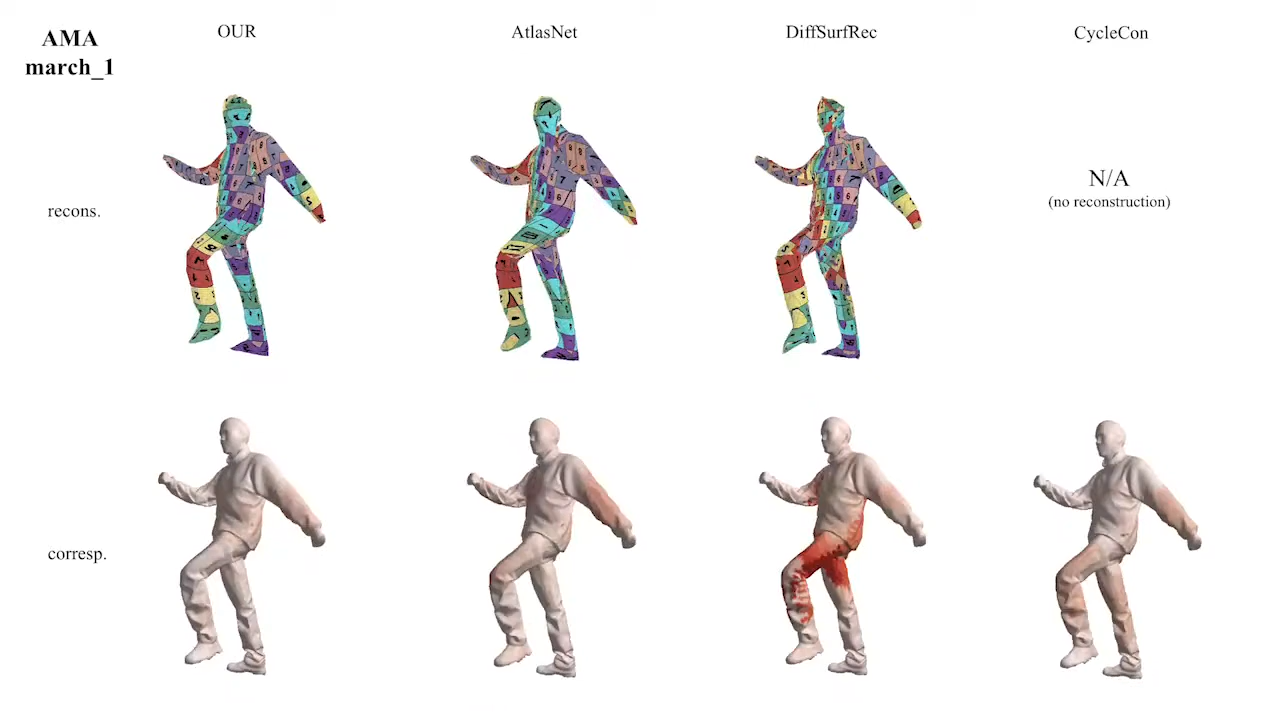 AMA
march_1
OUR
AtlasNet
DiffSurfRec
CycleCon
recons.
N/A
(no reconstruction)
corresp.